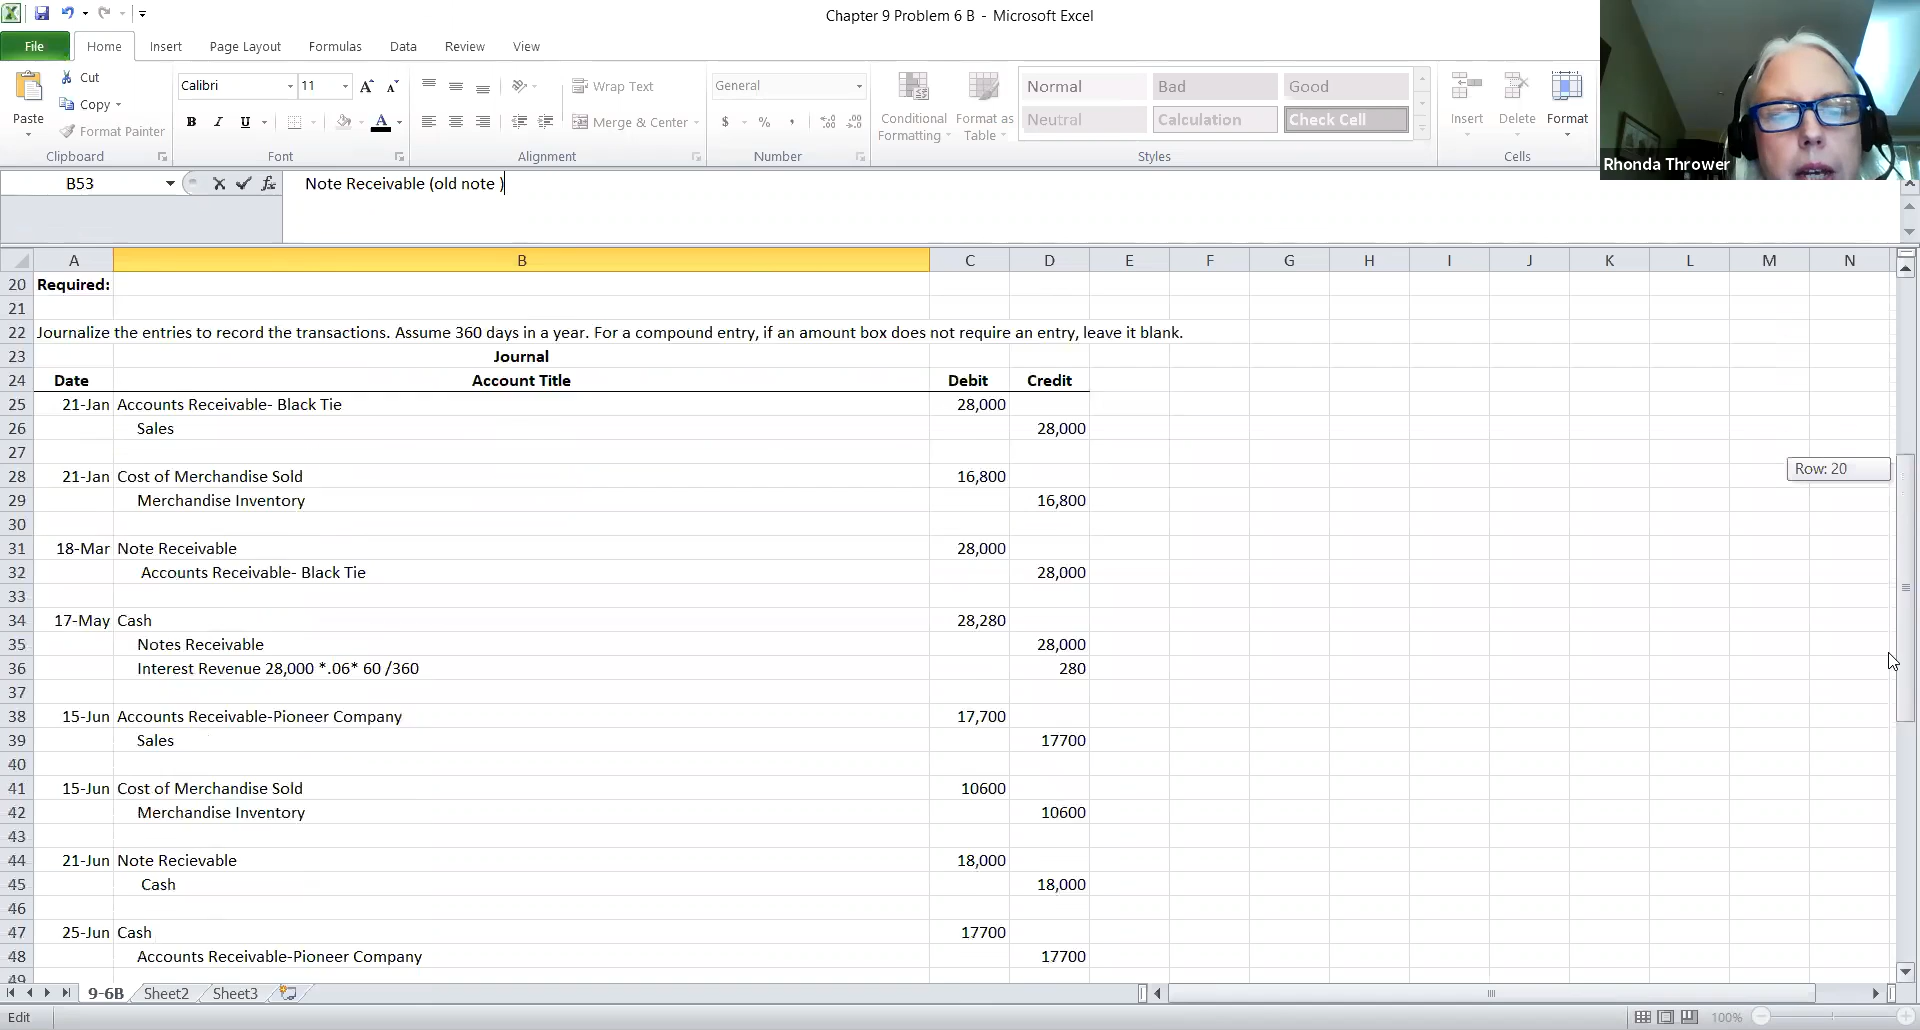 Chapter 9 Problem 6 B - Microsoft Excel
File Home Insert Page Layout Formulas Data Review View
Paste
Cut
Copy
Format Painter
Clipboard
Calibri 11 A A
B I U A
Font
Wrap Text
Merge & Center
Alignment
General
$ % , .0 .00 .00 .0
Number
Conditional Formatting
Format as Table
Normal Bad Good
Neutral Calculation Check Cell
Styles
Insert Delete Format
Cells
Rhonda Thrower
B53 fx Note Receivable (old note )
A B C D E F G H I J K L M N
20 Required:
21
22 Journalize the entries to record the transactions. Assume 360 days in a year. For a compound entry, if an amount box does not require an entry, leave it blank.
23 Journal
24 Date Account Title Debit Credit
25 21-Jan Accounts Receivable- Black Tie 28,000
26 Sales 28,000
27
28 21-Jan Cost of Merchandise Sold 16,800
Row: 20
29 Merchandise Inventory 16,800
30
31 18-Mar Note Receivable 28,000
32 Accounts Receivable- Black Tie 28,000
33
34 17-May Cash 28,280
35 Notes Receivable 28,000
36 Interest Revenue 28,000 *.06* 60 /360 280
37
38 15-Jun Accounts Receivable-Pioneer Company 17,700
39 Sales 17700
40
41 15-Jun Cost of Merchandise Sold 10600
42 Merchandise Inventory 10600
43
44 21-Jun Note Recievable 18,000
45 Cash 18,000
46
47 25-Jun Cash 17700
48 Accounts Receivable-Pioneer Company 17700
49
9-6B Sheet2 Sheet3
Edit 100%